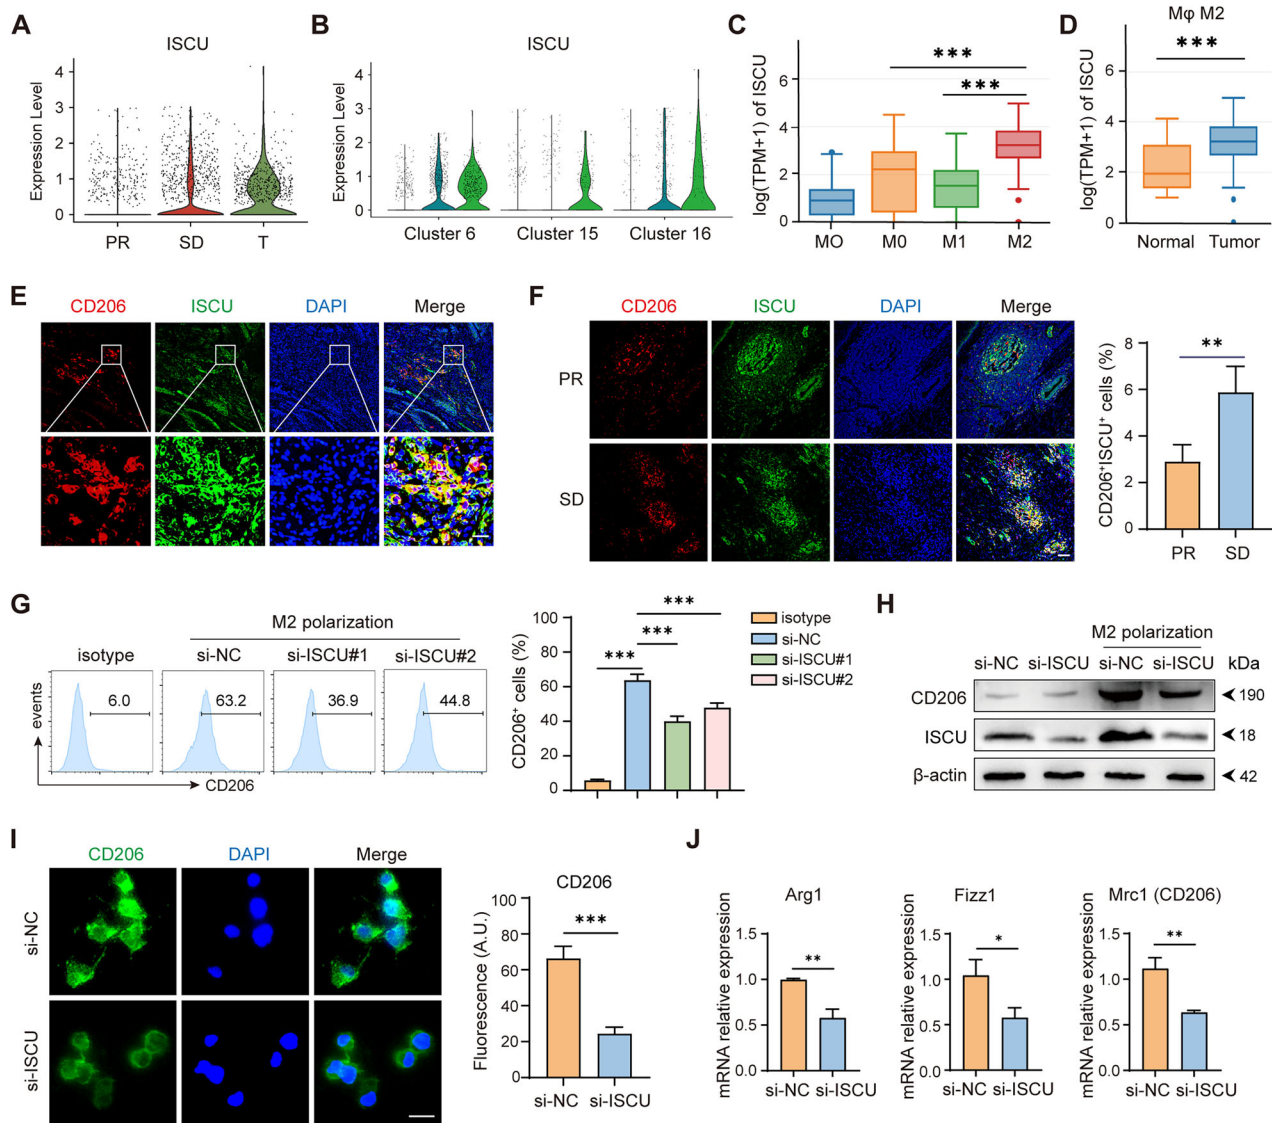 A
ISCU
Expression Level
4
3
2
1
0
PR SD T
B
ISCU
Expression Level
4
3
2
1
0
Cluster 6 Cluster 15 Cluster 16
C
log(TPM+1) of ISCU
6
4
2
0
*** 
***
MO M0 M1 M2
D
Mφ M2
log(TPM+1) of ISCU
6
4
2
0
***
Normal Tumor
E
CD206 ISCU DAPI Merge
F
CD206 ISCU DAPI Merge
PR
SD
CD206⁺ISCU⁺ cells (%)
8
6
4
2
0
**
PR SD
G
M2 polarization
isotype si-NC si-ISCU#1 si-ISCU#2
6.0 63.2 36.9 44.8
events
CD206
CD206⁺ cells (%)
100
80
60
40
20
0
***
***
***
isotype
si-NC
si-ISCU#1
si-ISCU#2
H
M2 polarization
si-NC si-ISCU si-NC si-ISCU kDa
CD206 190
ISCU 18
β-actin 42
I
CD206 DAPI Merge
si-NC
si-ISCU
CD206
Fluorescence (A.U.)
100
80
60
40
20
0
***
si-NC si-ISCU
J
Arg1
mRNA relative expression
1.5
1.0
0.5
0.0
**
si-NC si-ISCU
Fizz1
mRNA relative expression
1.5
1.0
0.5
0.0
*
si-NC si-ISCU
Mrc1 (CD206)
mRNA relative expression
1.5
1.0
0.5
0.0
**
si-NC si-ISCU